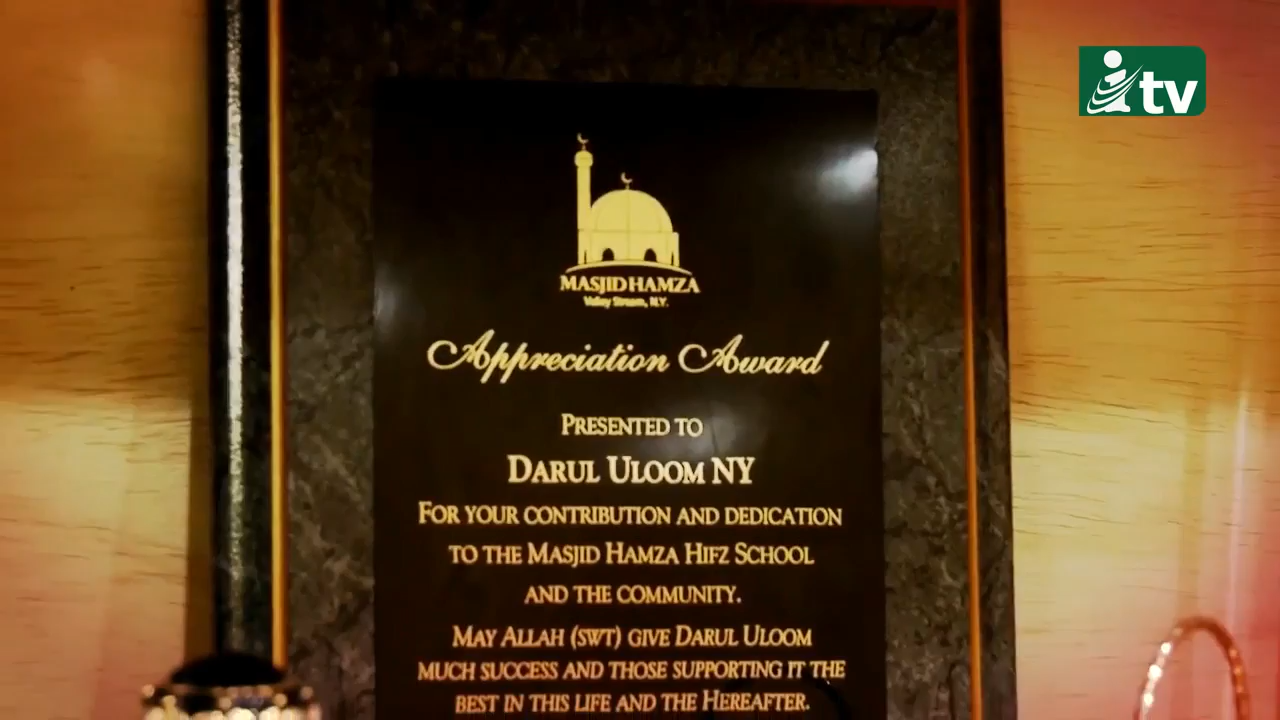 itv
MASJID HAMZA
Valley Stream, N.Y.
Appreciation Award
PRESENTED TO
DARUL ULOOM NY
FOR YOUR CONTRIBUTION AND DEDICATION
TO THE MASJID HAMZA HIFZ SCHOOL
AND THE COMMUNITY.
MAY ALLAH (SWT) GIVE DARUL ULOOM
MUCH SUCCESS AND THOSE SUPPORTING IT THE
BEST IN THIS LIFE AND THE HEREAFTER.